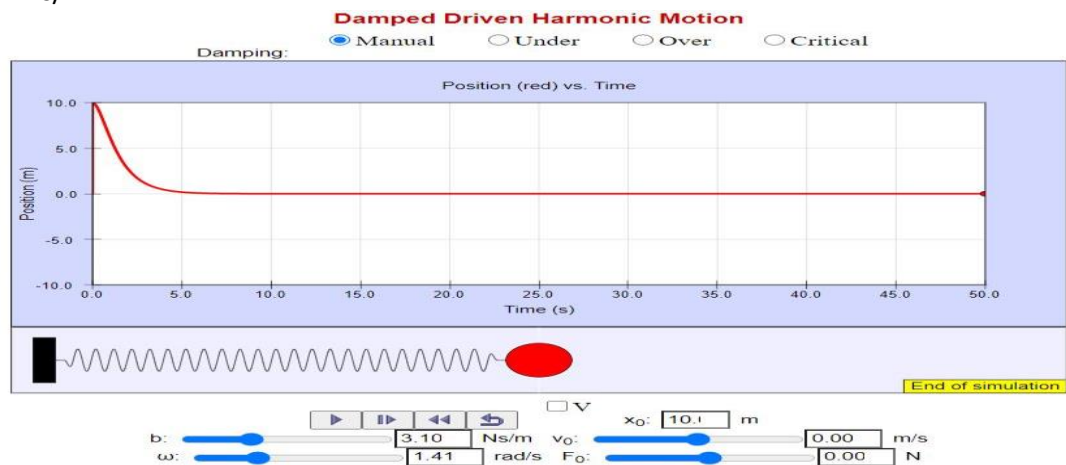 Damped Driven Harmonic Motion
Damping: Manual Under Over Critical
Position (red) vs. Time
Position (m)
10.0
5.0
0.0
-5.0
-10.0
0.0 5.0 10.0 15.0 20.0 25.0 30.0 35.0 40.0 45.0 50.0
Time (s)
End of simulation
V
x₀: 10. m
b: 3.10 Ns/m v₀: 0.00 m/s
ω: 1.41 rad/s F₀: 0.00 N